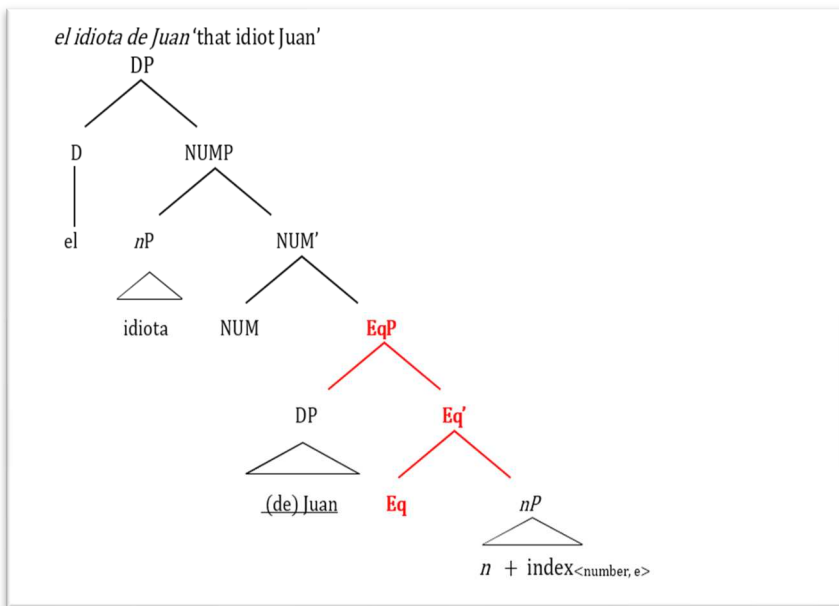 el idiota de Juan ‘that idiot Juan’
DP
D NUMP
el nP NUM’
idiota NUM EqP
DP Eq’
(de) Juan Eq nP
n + index<number, e>